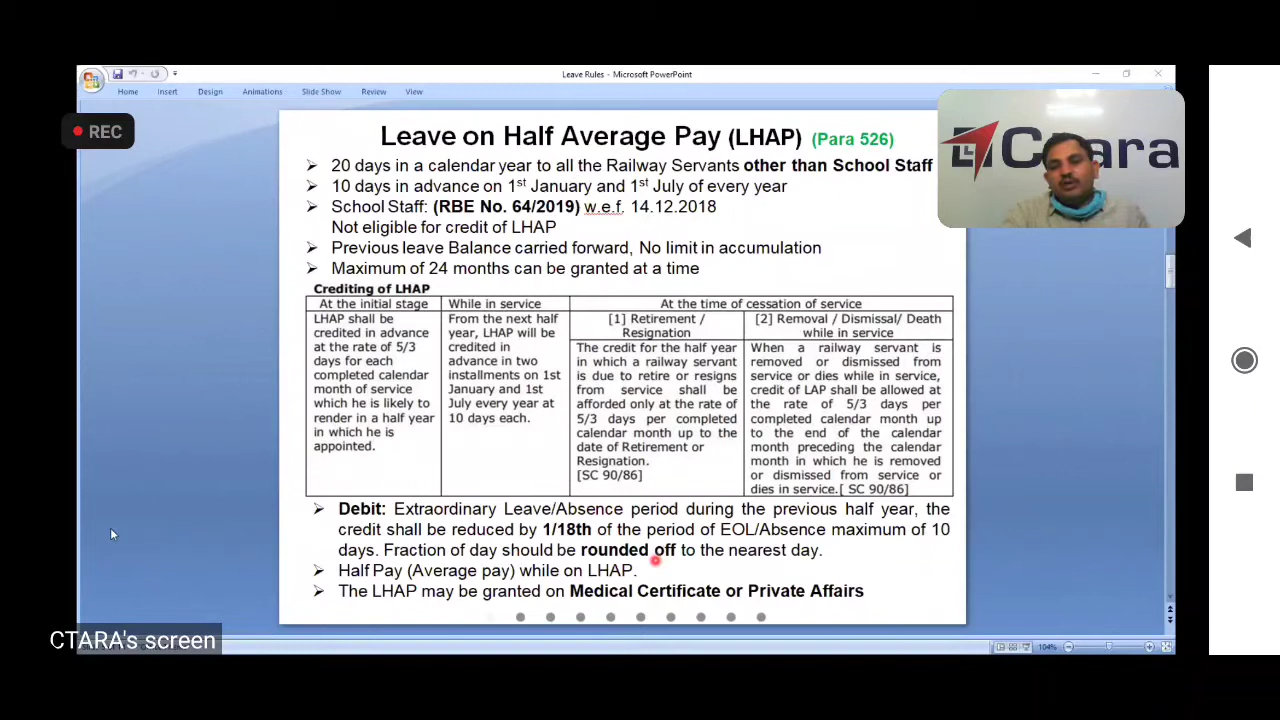 Leave Rules - Microsoft PowerPoint
Home Insert Design Animations Slide Show Review View
REC
Ctara
Leave on Half Average Pay (LHAP) (Para 526)
20 days in a calendar year to all the Railway Servants other than School Staff
10 days in advance on 1st January and 1st July of every year
School Staff: (RBE No. 64/2019) w.e.f. 14.12.2018
Not eligible for credit of LHAP
Previous leave Balance carried forward, No limit in accumulation
Maximum of 24 months can be granted at a time
Crediting of LHAP
At the initial stage
While in service
At the time of cessation of service
LHAP shall be
credited in advance
at the rate of 5/3
days for each
completed calendar
month of service
which he is likely to
render in a half year
in which he is
appointed.
From the next half
year, LHAP will be
credited in
advance in two
installments on 1st
January and 1st
July every year at
10 days each.
[1] Retirement /
Resignation
The credit for the half year
in which a railway servant
is due to retire or resigns
from service shall be
afforded only at the rate of
5/3 days per completed
calendar month up to the
date of Retirement or
Resignation.
[SC 90/86]
[2] Removal / Dismissal/ Death
while in service
When a railway servant is
removed or dismissed from
service or dies while in service,
credit of LAP shall be allowed at
the rate of 5/3 days per
completed calendar month up
to the end of the calendar
month preceding the calendar
month in which he is removed
or dismissed from service or
dies in service.[ SC 90/86]
Debit: Extraordinary Leave/Absence period during the previous half year, the
credit shall be reduced by 1/18th of the period of EOL/Absence maximum of 10
days. Fraction of day should be rounded off to the nearest day.
Half Pay (Average pay) while on LHAP.
The LHAP may be granted on Medical Certificate or Private Affairs
CTARA's screen
104%